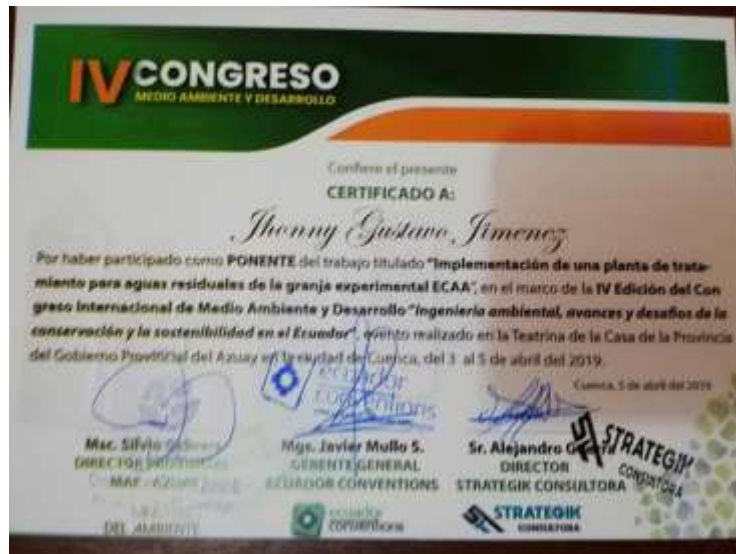 IV CONGRESO
MEDIO AMBIENTE Y DESARROLLO
Confiere el presente
CERTIFICADO A:
Jhonny Gustavo Jimenez
Por haber participado como PONENTE del trabajo titulado "Implementación de una planta de trata-
miento para aguas residuales de la granja experimental ECAA", en el marco de la IV Edición del Con
greso Internacional de Medio Ambiente y Desarrollo "ingeniería ambiental, avances y desafíos de la
conservación y la sostenibilidad en el Ecuador", evento realizado en la Teatrina de la Casa de la Provincia
del Gobierno Provincial del Azuay en la ciudad de Cuenca, del 3 al 5 de abril del 2019.
Cuenca, 5 de abril del 2019
ecuador
conventions
Msc. Silvio
Mgs. Javier Mullo S.
Sr. Alejandro
STRATEGIK
CONSULTORA
DIRECTOR
GERENTE GENERAL
DIRECTOR
MAE - AZUAY
ECUADOR CONVENTIONS
STRATEGIK CONSULTORA
DEL AMBIENTE
ecuador
conventions
STRATEGIK
CONSULTORA